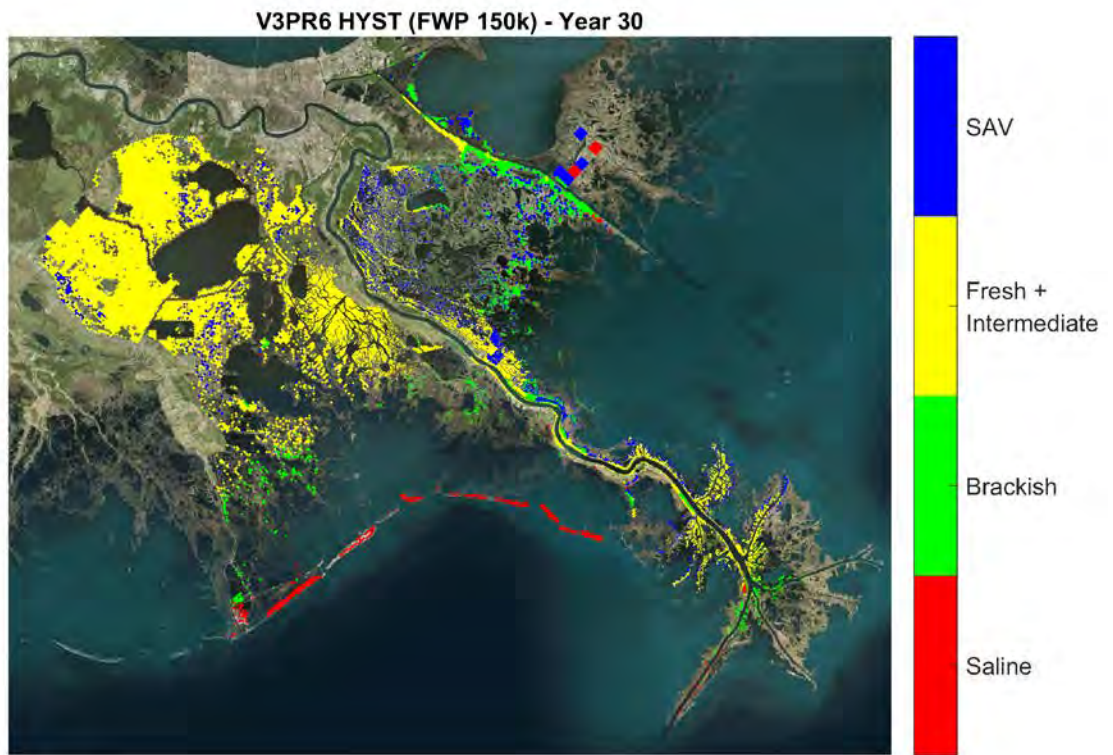 V3PR6 HYST (FWP 150k) - Year 30
SAV
Fresh +
Intermediate
Brackish
Saline